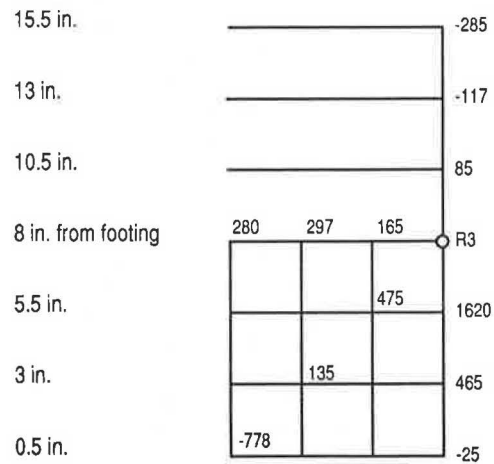 15.5 in. -285
13 in. -117
10.5 in. 85
8 in. from footing 280 297 165 R3
5.5 in. 475 1620
3 in. 135 465
0.5 in. -778 -25